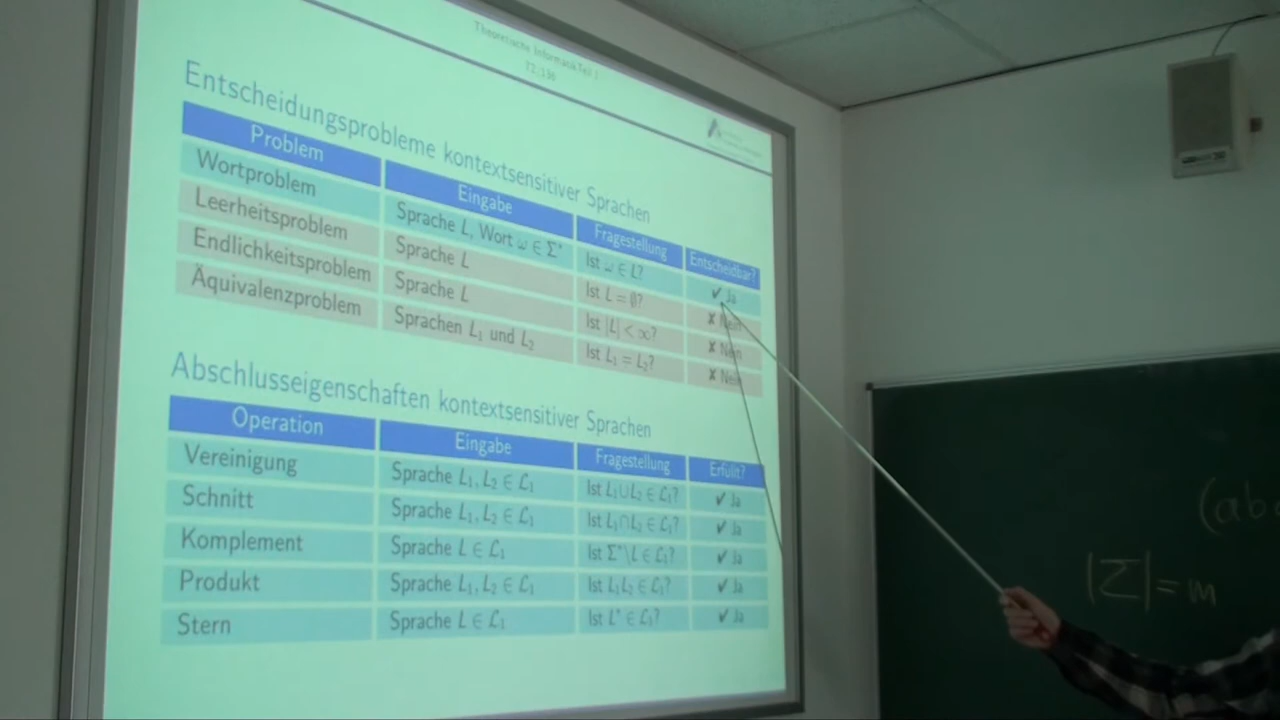 Theoretische Informatik Teil 1
72/136
Entscheidungsprobleme kontextsensitiver Sprachen
Problem Eingabe Fragestellung Entscheidbar?
Wortproblem Sprache L, Wort ω ∈ Σ* Ist ω ∈ L? ✔ Ja
Leerheitsproblem Sprache L Ist L = ∅? ✘ Nein
Endlichkeitsproblem Sprache L Ist |L| < ∞? ✘ Nein
Äquivalenzproblem Sprachen L₁ und L₂ Ist L₁ = L₂? ✘ Nein
Abschlusseigenschaften kontextsensitiver Sprachen
Operation Eingabe Fragestellung Erfüllt?
Vereinigung Sprache L₁, L₂ ∈ ℒ₁ Ist L₁∪L₂ ∈ ℒ₁? ✔ Ja
Schnitt Sprache L₁, L₂ ∈ ℒ₁ Ist L₁∩L₂ ∈ ℒ₁? ✔ Ja
Komplement Sprache L ∈ ℒ₁ Ist Σ*\L ∈ ℒ₁? ✔ Ja
Produkt Sprache L₁, L₂ ∈ ℒ₁ Ist L₁L₂ ∈ ℒ₁? ✔ Ja
Stern Sprache L ∈ ℒ₁ Ist L* ∈ ℒ₁? ✔ Ja
(ab
|Σ| = m